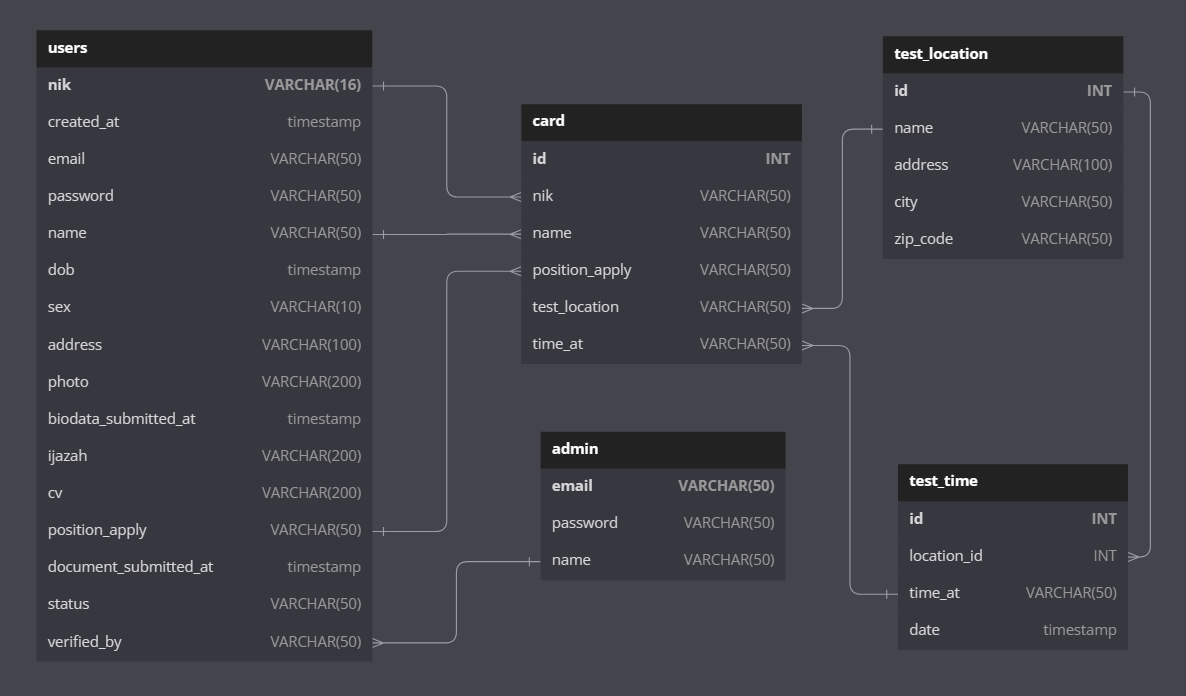 users
nik VARCHAR(16)
created_at timestamp
email VARCHAR(50)
password VARCHAR(50)
name VARCHAR(50)
dob timestamp
sex VARCHAR(10)
address VARCHAR(100)
photo VARCHAR(200)
biodata_submitted_at timestamp
ijazah VARCHAR(200)
cv VARCHAR(200)
position_apply VARCHAR(50)
document_submitted_at timestamp
status VARCHAR(50)
verified_by VARCHAR(50)
card
id INT
nik VARCHAR(50)
name VARCHAR(50)
position_apply VARCHAR(50)
test_location VARCHAR(50)
time_at VARCHAR(50)
admin
email VARCHAR(50)
password VARCHAR(50)
name VARCHAR(50)
test_location
id INT
name VARCHAR(50)
address VARCHAR(100)
city VARCHAR(50)
zip_code VARCHAR(50)
test_time
id INT
location_id INT
time_at VARCHAR(50)
date timestamp